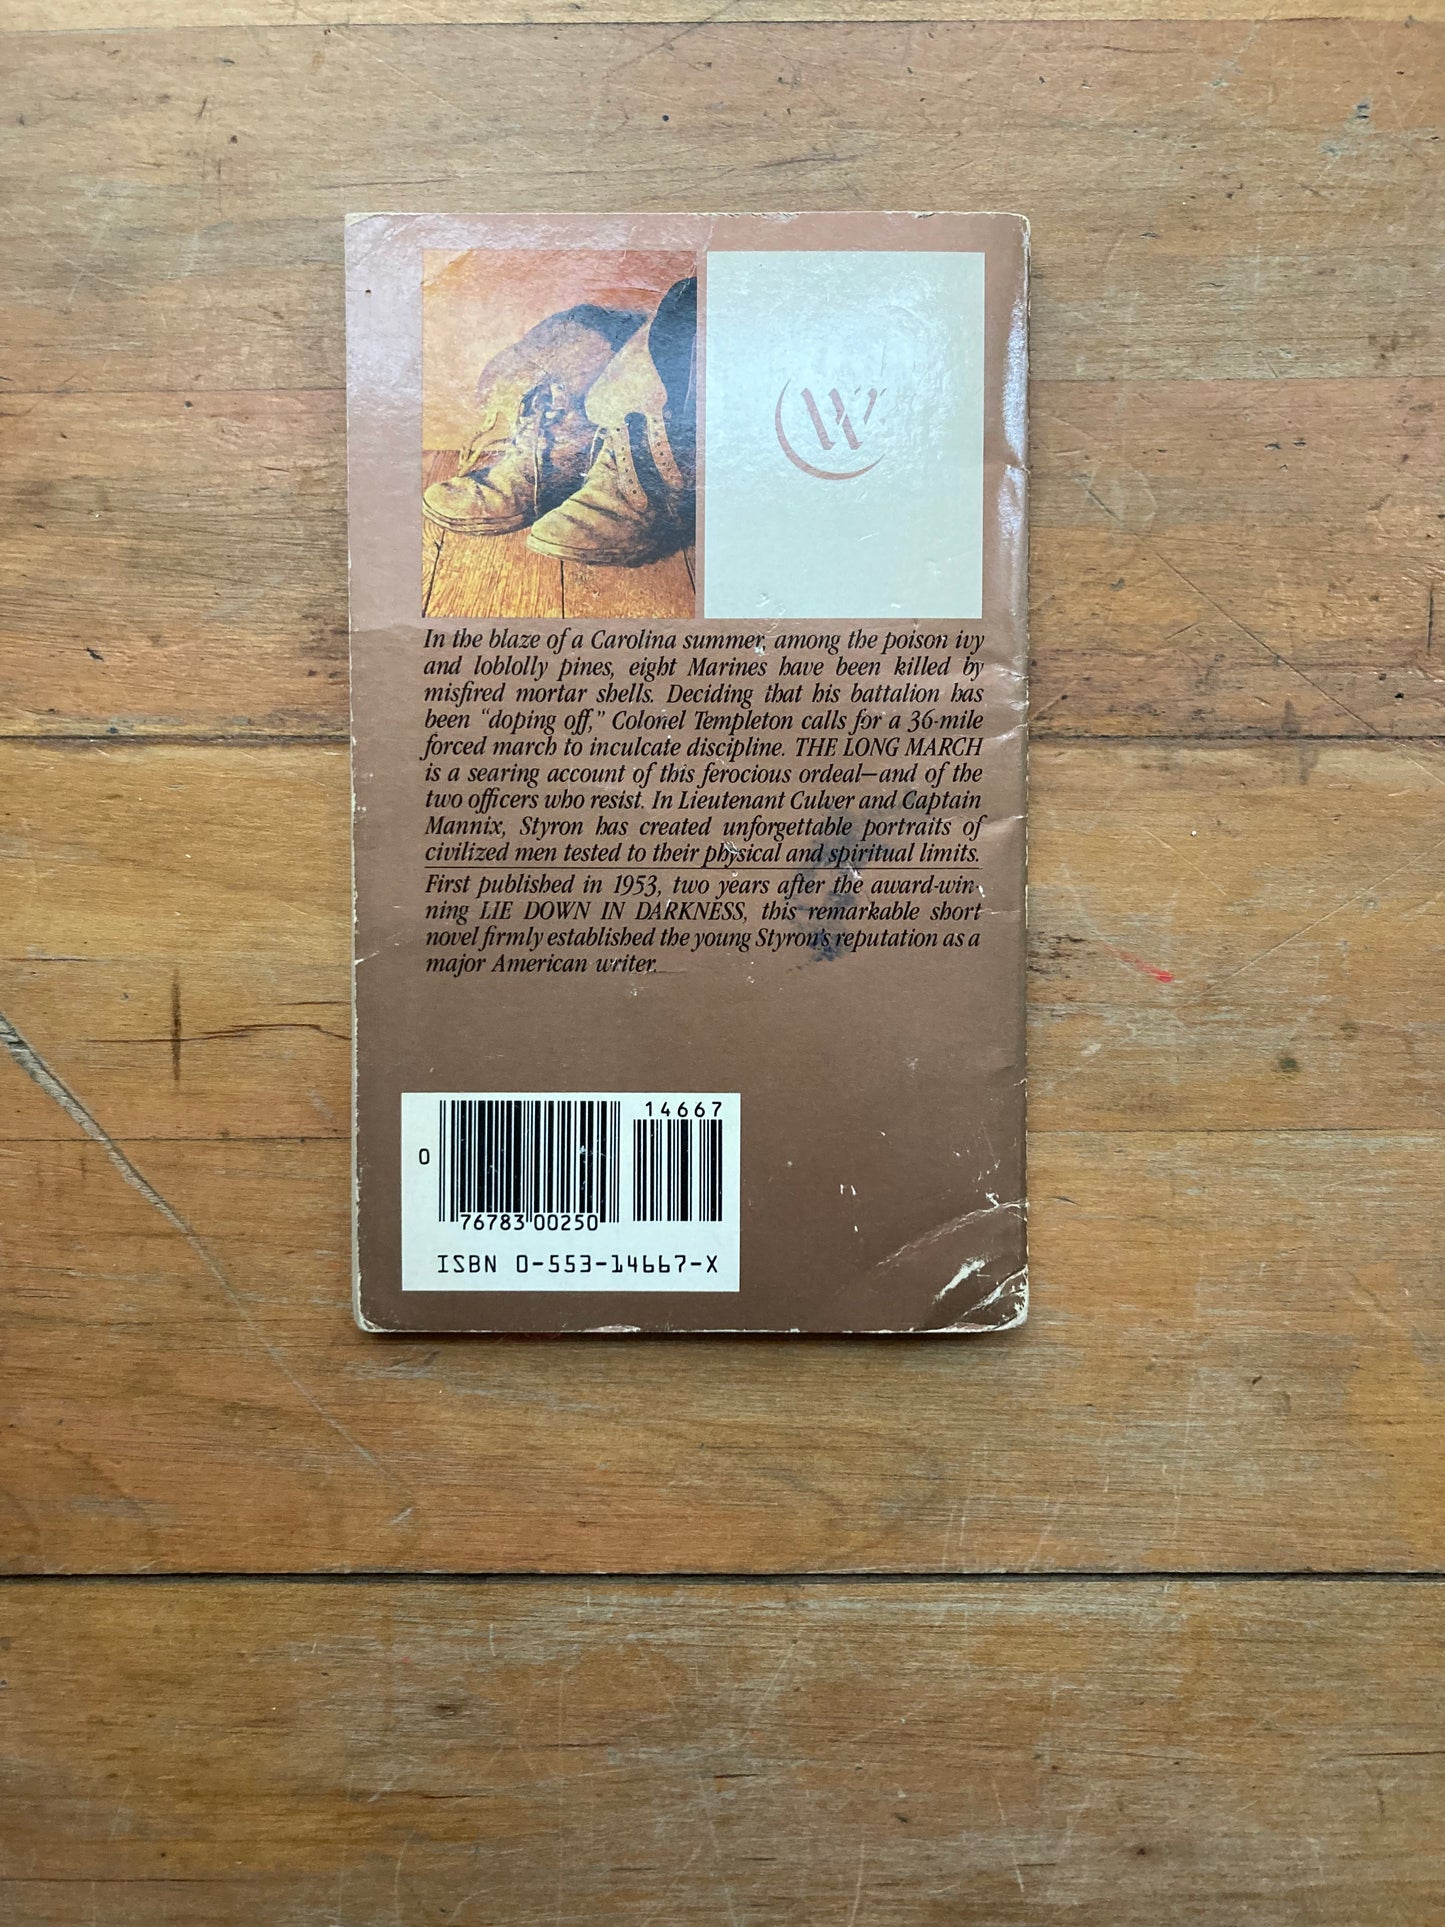 W
In the blaze of a Carolina summer, among the poison ivy
and loblolly pines, eight Marines have been killed by
misfired mortar shells. Deciding that his battalion has
been “doping off,” Colonel Templeton calls for a 36-mile
forced march to inculcate discipline. THE LONG MARCH
is a searing account of this ferocious ordeal—and of the
two officers who resist. In Lieutenant Culver and Captain
Mannix, Styron has created unforgettable portraits of
civilized men tested to their physical and spiritual limits.
First published in 1953, two years after the award-win-
ning LIE DOWN IN DARKNESS, this remarkable short
novel firmly established the young Styron's reputation as a
major American writer.
14667
0
76783 00250
ISBN 0-553-14667-X